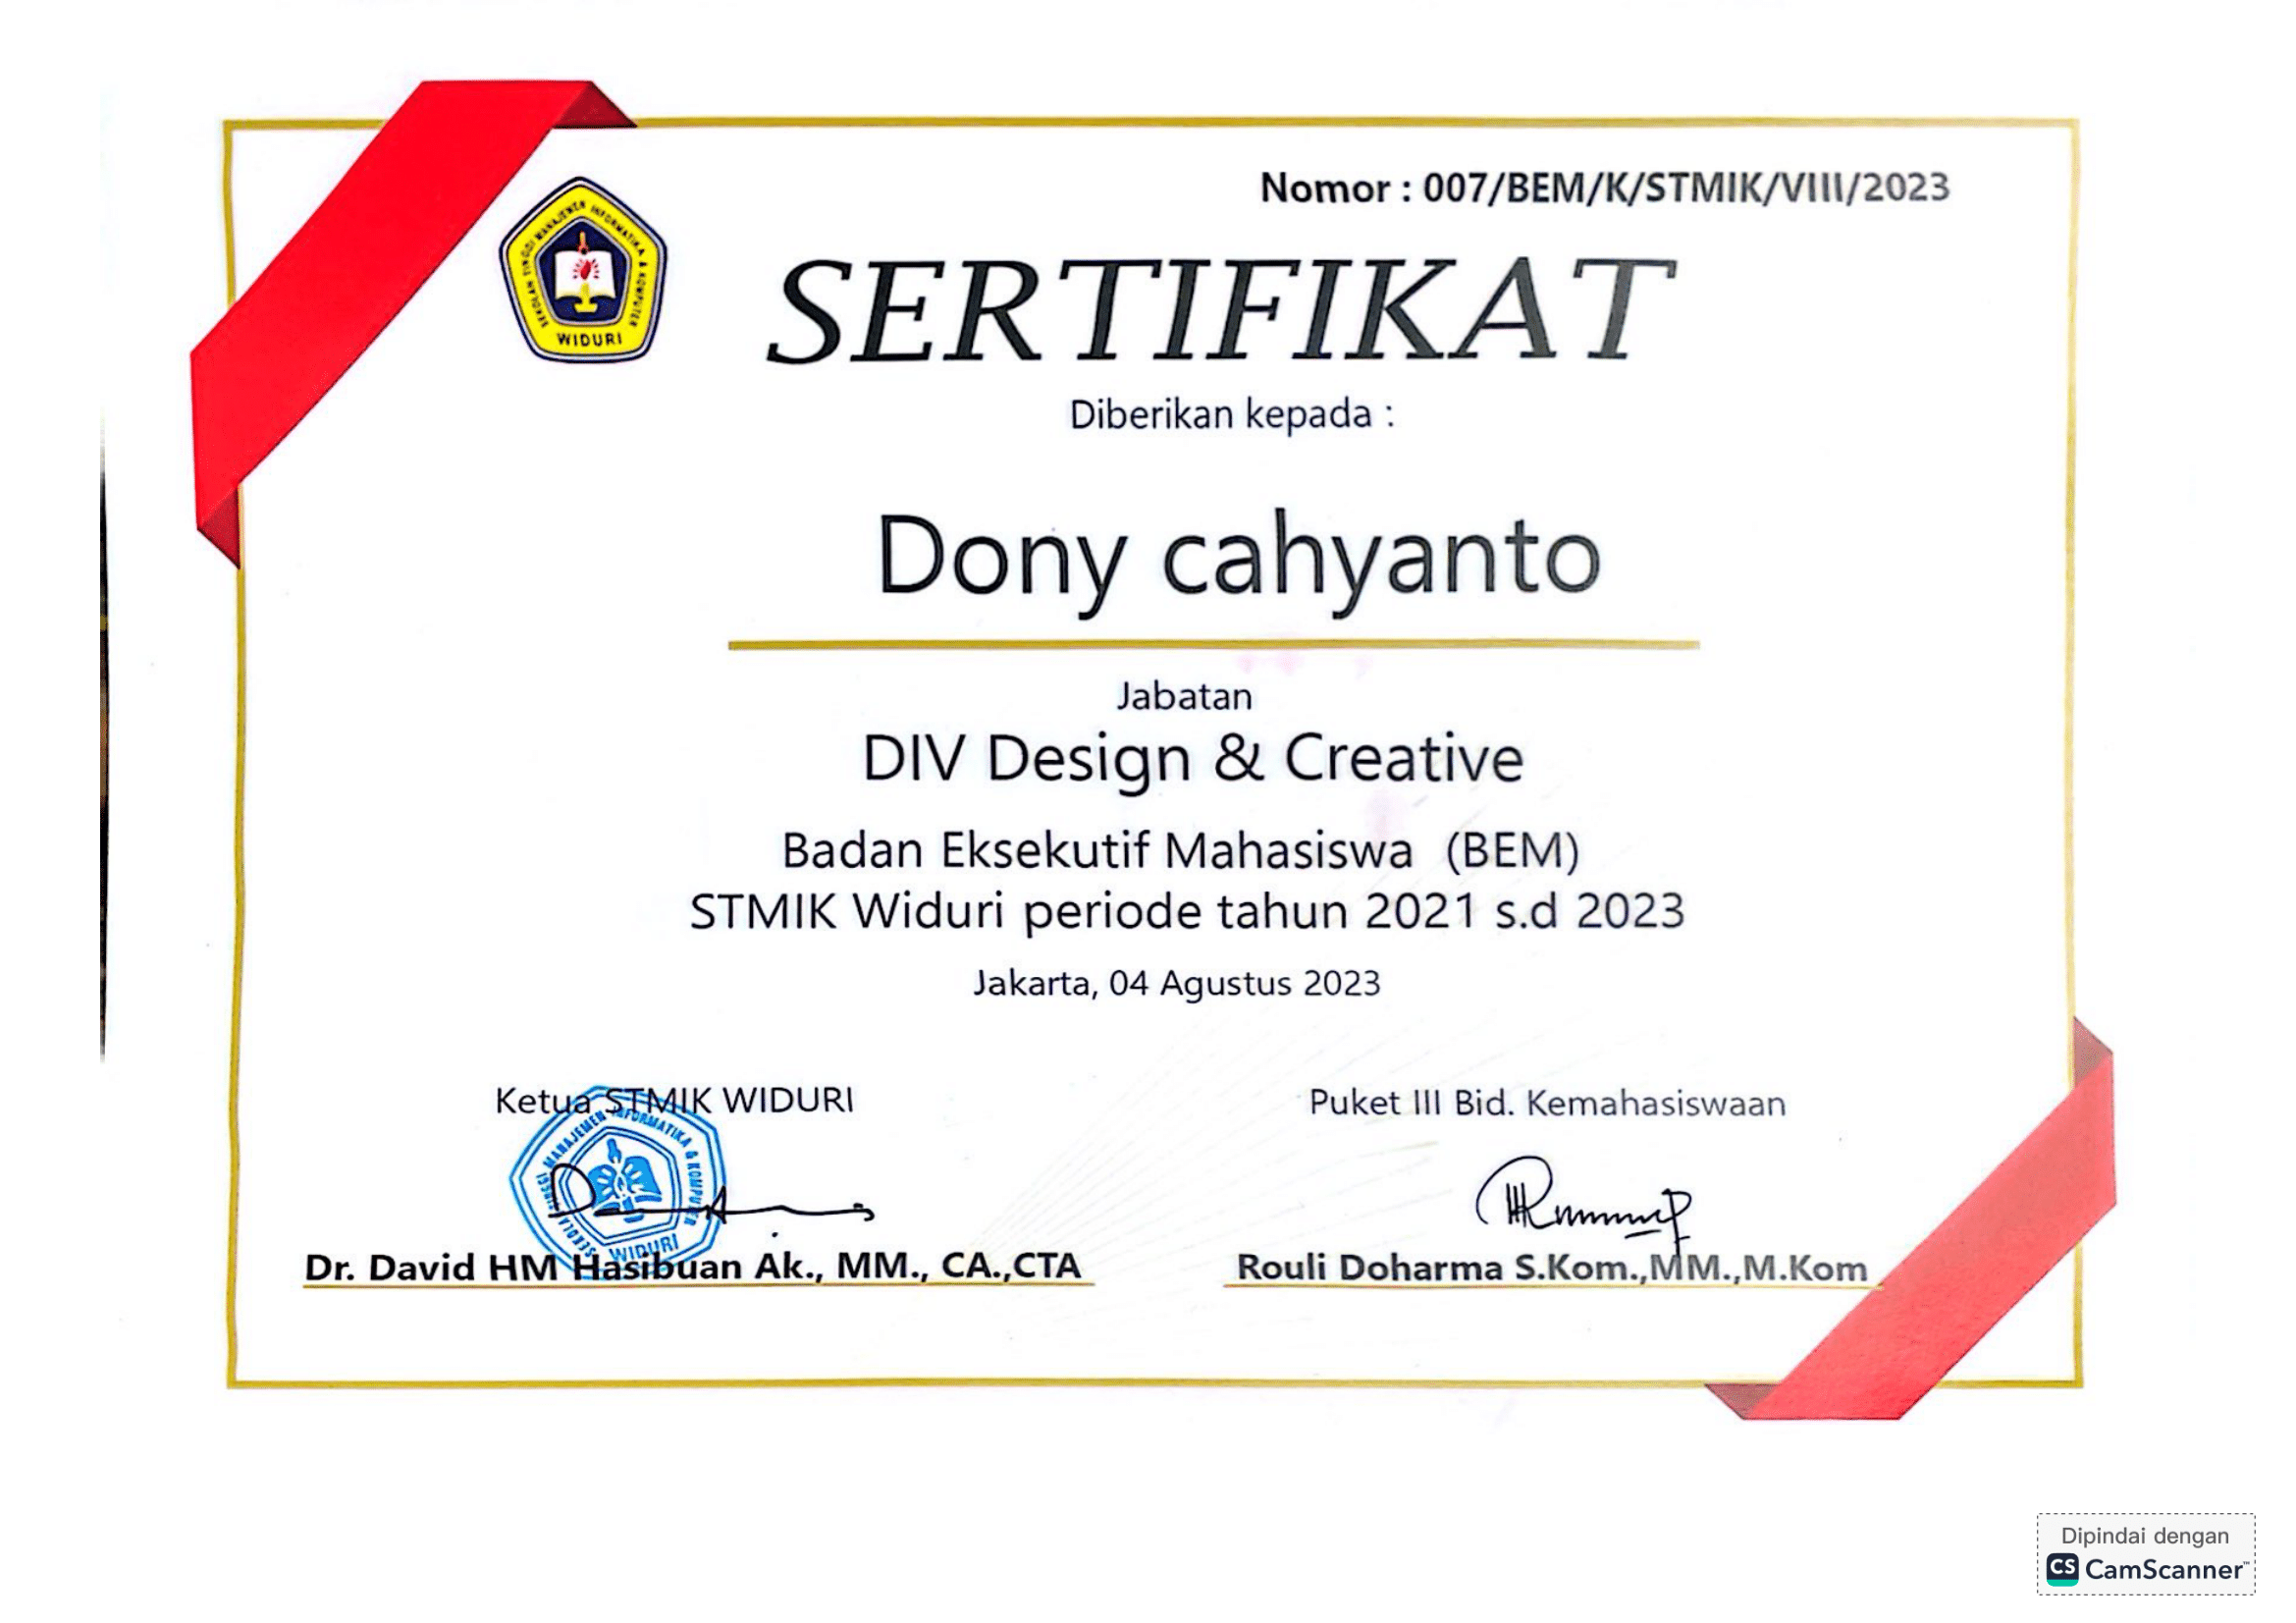 Nomor : 007/BEM/K/STMIK/VIII/2023
SEKOLAH TINGGI MANAJEMEN INFORMATIKA & KOMPUTER
WIDURI
SERTIFIKAT
Diberikan kepada :
Dony cahyanto
Jabatan
DIV Design & Creative
Badan Eksekutif Mahasiswa (BEM)
STMIK Widuri periode tahun 2021 s.d 2023
Jakarta, 04 Agustus 2023
Ketua STMIK WIDURI
Puket III Bid. Kemahasiswaan
MANAJEMEN INFORMATIKA & KOMPUTER
WIDURI
Dr. David HM Hasibuan Ak., MM., CA.,CTA
Rouli Doharma S.Kom.,MM.,M.Kom
Dipindai dengan
CS CamScanner™